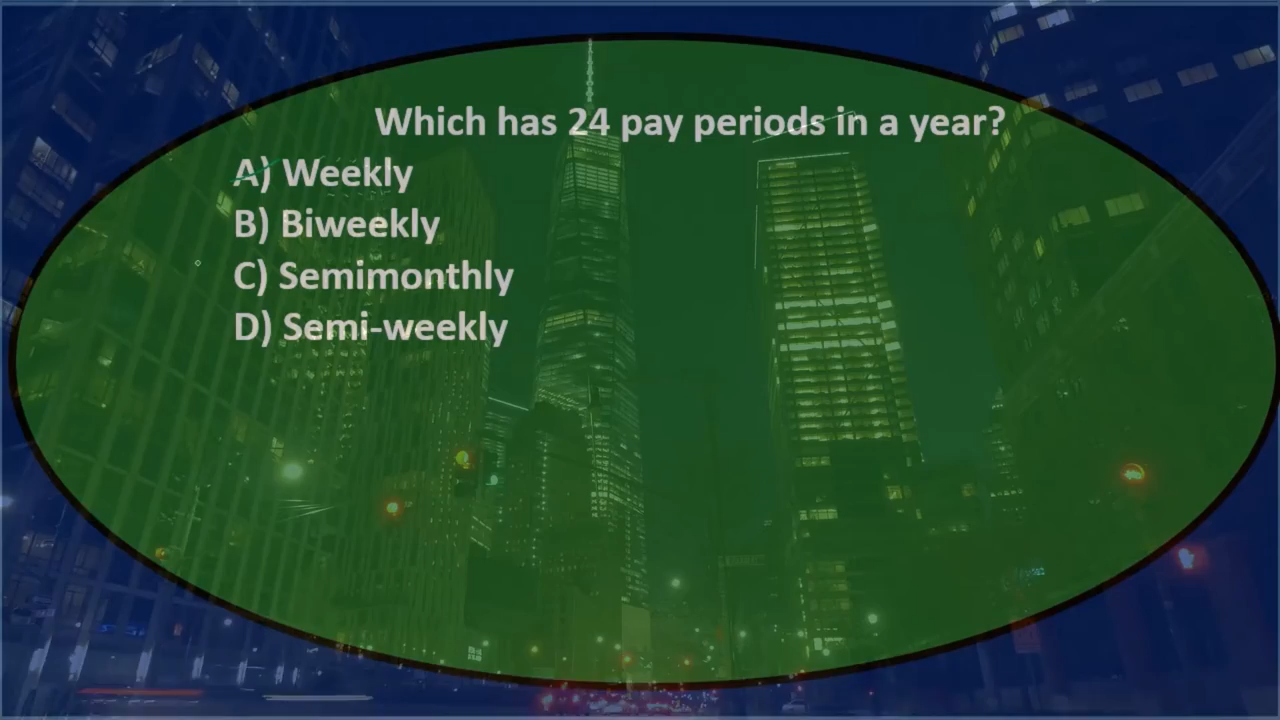 Which has 24 pay periods in a year?
A) Weekly
B) Biweekly
C) Semimonthly
D) Semi-weekly